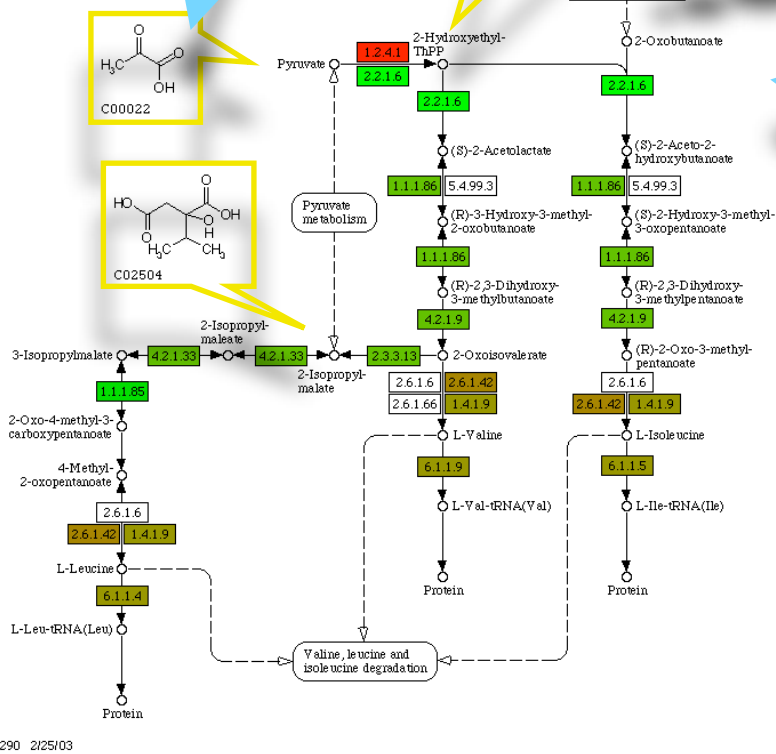 2-Hydroxyethyl-
ThPP
2-Oxobutanoate
O
O
H₃C
OH
C00022
Pyruvate
1.2.4.1
2.2.1.6
2.2.1.6
2.2.1.6
(S)-2-Acetolactate
(S)-2-Aceto-2-
hydroxybutanoate
1.1.1.86
5.4.99.3
1.1.1.86
5.4.99.3
O
HO
OH
O
O
H
H₃C
CH₃
C02504
Pyruvate
metabolism
(R)-3-Hydroxy-3-methyl-
2-oxobutanoate
(S)-2-Hydroxy-3-methyl-
3-oxopentanoate
1.1.1.86
1.1.1.86
(R)-2,3-Dihydroxy-
3-methylbutanoate
(R)-2,3-Dihydroxy-
3-methylpentanoate
4.2.1.9
4.2.1.9
2-Isopropyl-
maleate
3-Isopropylmalate
4.2.1.33
4.2.1.33
2.3.3.13
2-Oxoisovalerate
(R)-2-Oxo-3-methyl-
pentanoate
2-Isopropyl-
malate
2.6.1.6
2.6.1.42
2.6.1.6
1.1.1.85
2.6.1.66
1.4.1.9
2.6.1.42
1.4.1.9
2-Oxo-4-methyl-3-
carboxypentanoate
L-Valine
L-Isoleucine
4-Methyl-
2-oxopentanoate
6.1.1.9
6.1.1.5
2.6.1.6
L-Val-tRNA(Val)
L-Ile-tRNA(Ile)
2.6.1.42
1.4.1.9
L-Leucine
Protein
Protein
6.1.1.4
L-Leu-tRNA(Leu)
Valine, leucine and
isoleucine degradation
Protein
290 2/25/03